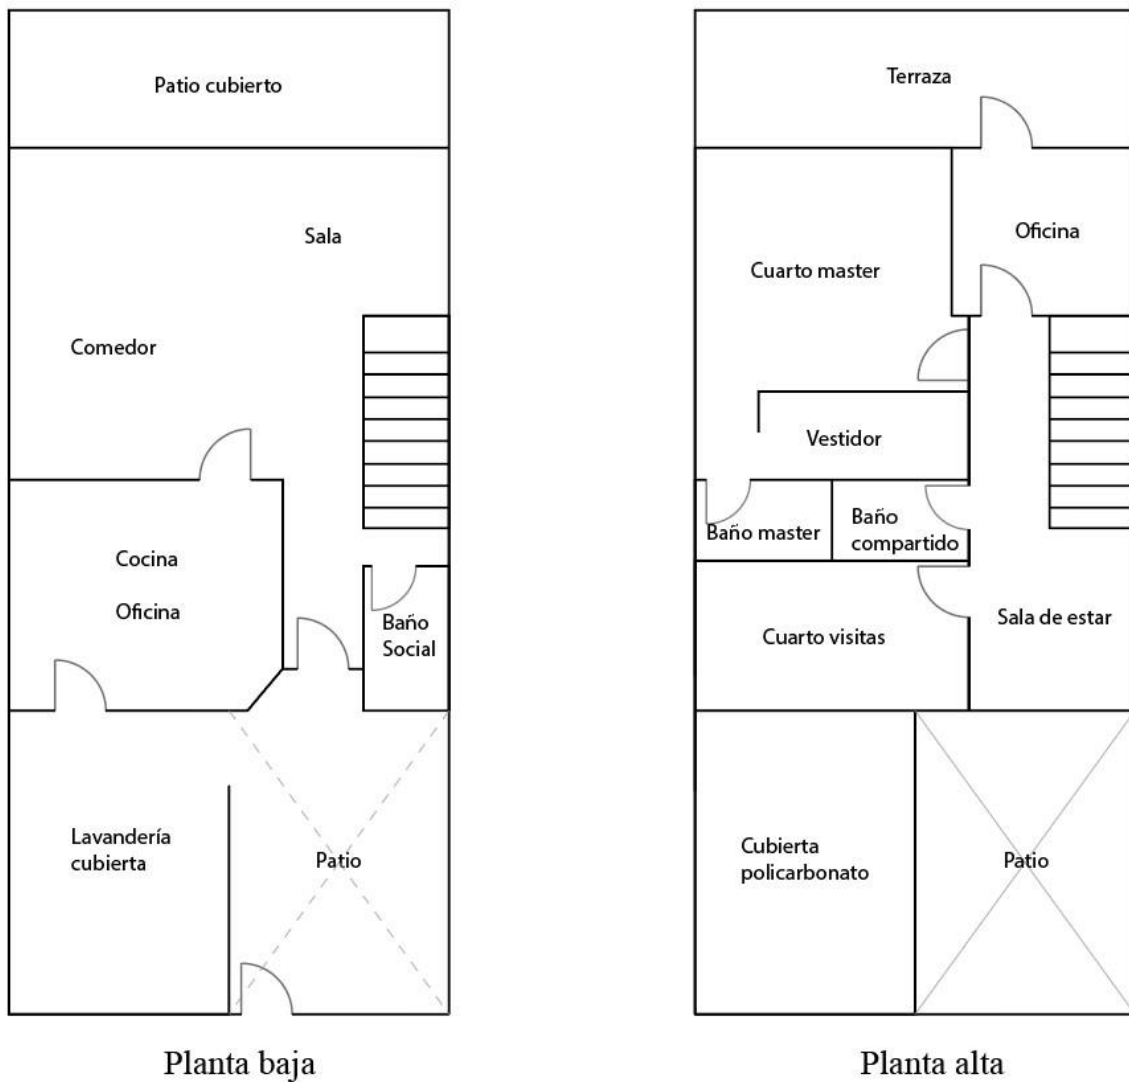 Patio cubierto
Sala
Comedor
Cocina
Oficina
Baño
Social
Lavandería
cubierta
Patio
Planta baja
Terraza
Oficina
Cuarto master
Vestidor
Baño master
Baño
compartido
Cuarto visitas
Sala de estar
Cubierta
policarbonato
Patio
Planta alta